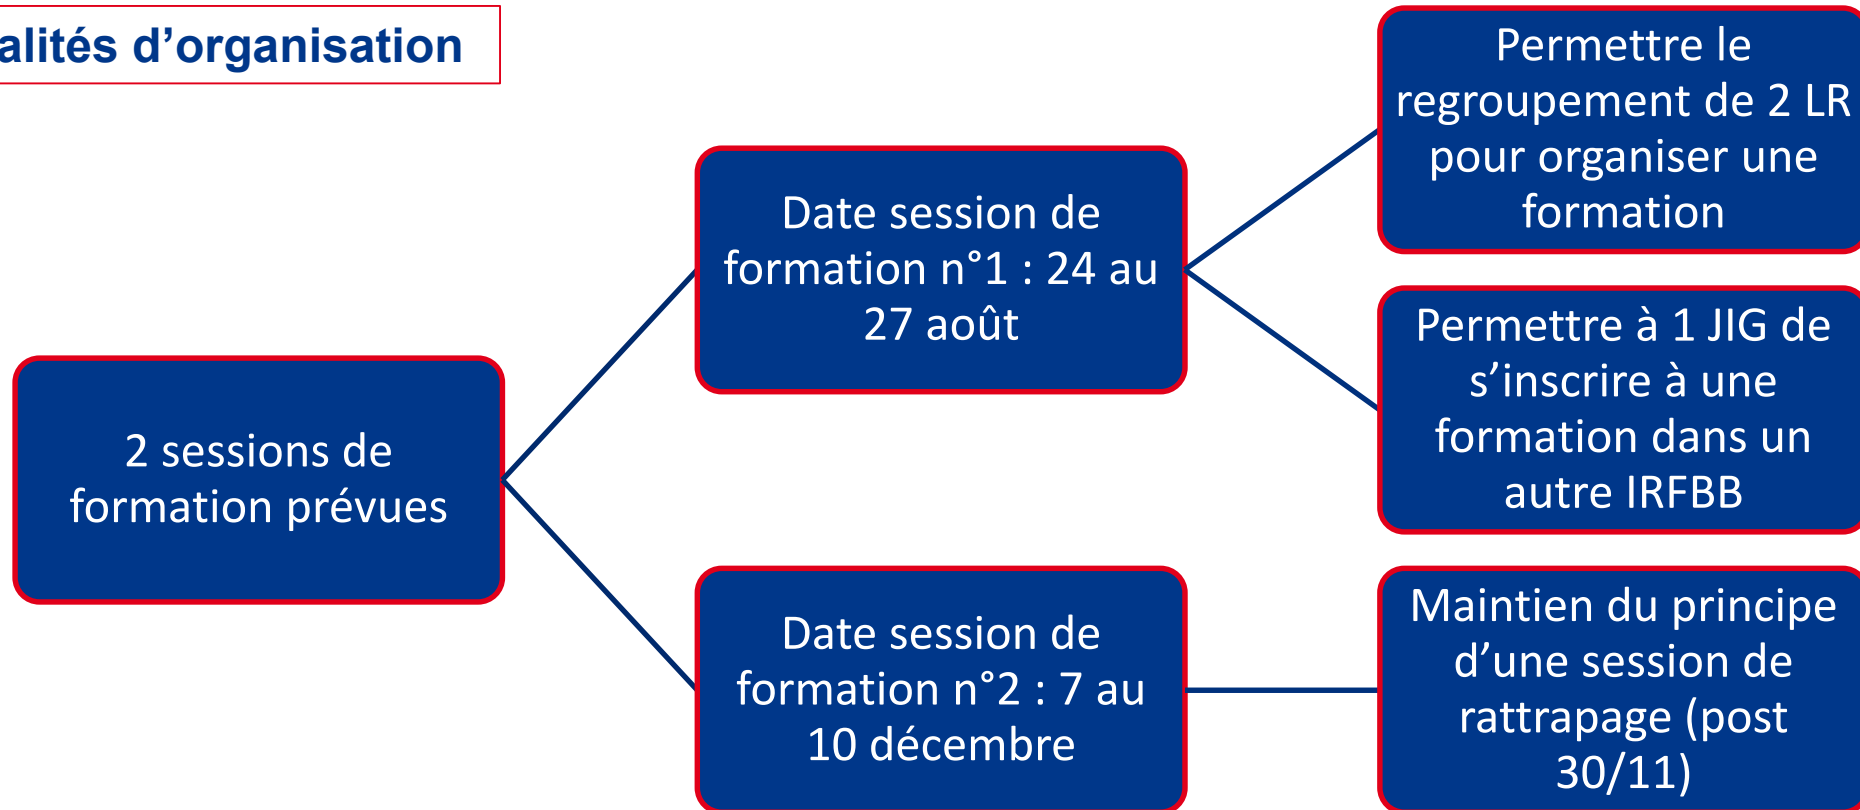 alités d’organisation
2 sessions de
formation prévues
Date session de
formation n°1 : 24 au
27 août
Permettre le
regroupement de 2 LR
pour organiser une
formation
Permettre à 1 JIG de
s’inscrire à une
formation dans un
autre IRFBB
Date session de
formation n°2 : 7 au
10 décembre
Maintien du principe
d’une session de
rattrapage (post
30/11)